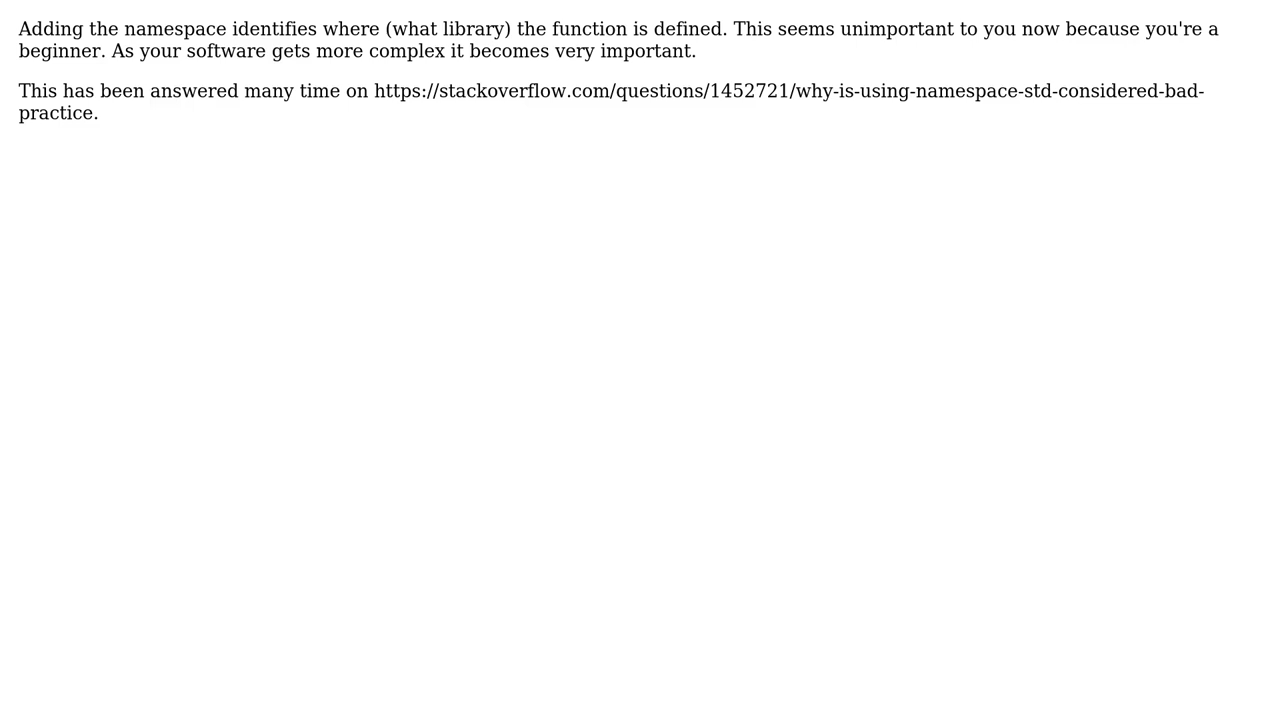 Adding the namespace identifies where (what library) the function is defined. This seems unimportant to you now because you're a
beginner. As your software gets more complex it becomes very important.
This has been answered many time on https://stackoverflow.com/questions/1452721/why-is-using-namespace-std-considered-bad-
practice.